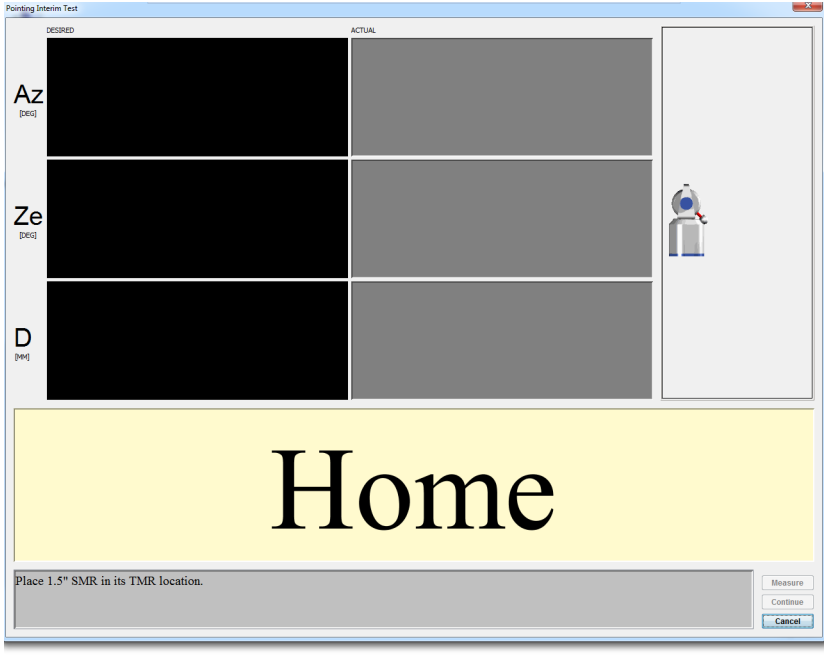 Pointing Interim Test
DESIRED
ACTUAL
Az
[DEG]
Ze
[DEG]
D
[MM]
Home
Place 1.5" SMR in its TMR location.
Measure
Continue
Cancel